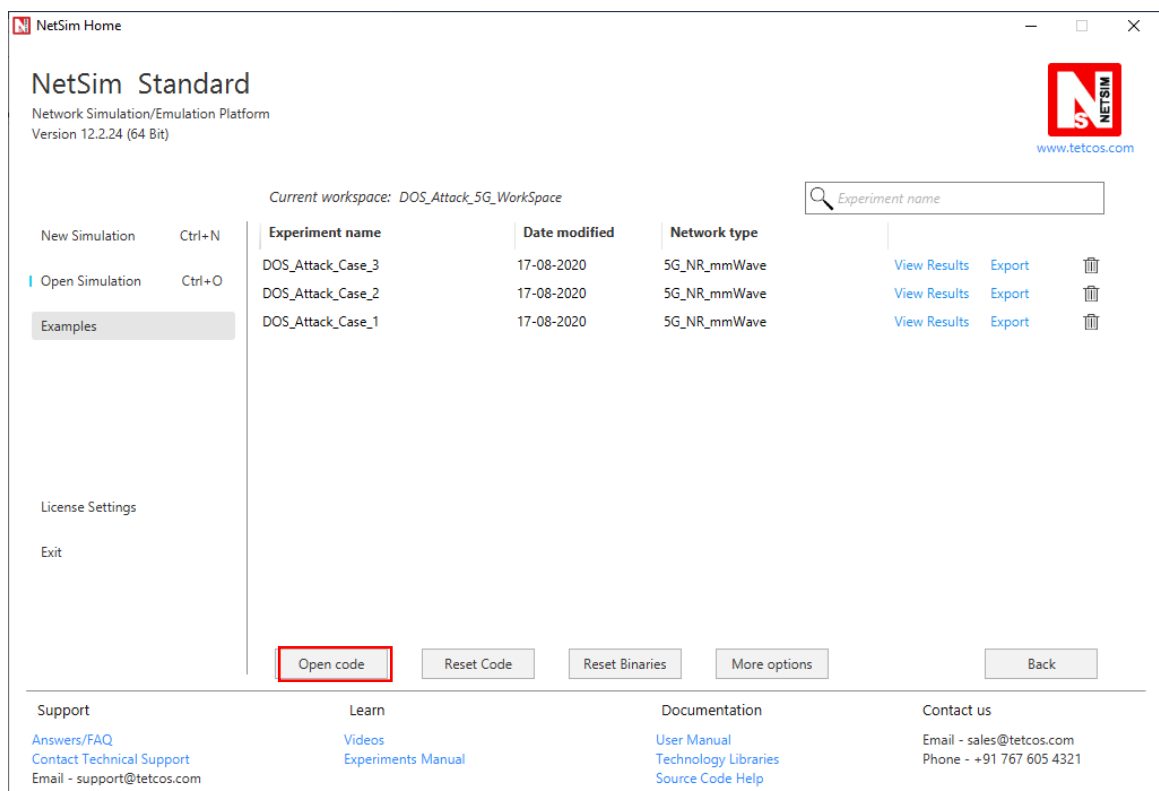 NetSim Home
NetSim Standard
Network Simulation/Emulation Platform
Version 12.2.24 (64 Bit)
NETSIM
NS
www.tetcos.com
Current workspace: DOS_Attack_5G_WorkSpace
Experiment name
New Simulation Ctrl+N
Open Simulation Ctrl+O
Examples
License Settings
Exit
Experiment name Date modified Network type
DOS_Attack_Case_3 17-08-2020 5G_NR_mmWave View Results Export
DOS_Attack_Case_2 17-08-2020 5G_NR_mmWave View Results Export
DOS_Attack_Case_1 17-08-2020 5G_NR_mmWave View Results Export
Open code Reset Code Reset Binaries More options Back
Support
Answers/FAQ
Contact Technical Support
Email - support@tetcos.com
Learn
Videos
Experiments Manual
Documentation
User Manual
Technology Libraries
Source Code Help
Contact us
Email - sales@tetcos.com
Phone - +91 767 605 4321